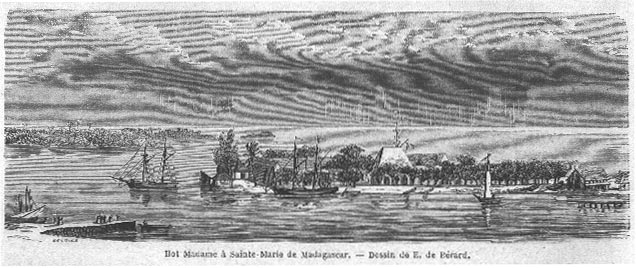 Ilot Madame à Sainte-Marie de Madagascar. — Dessin de E. de Bérard.